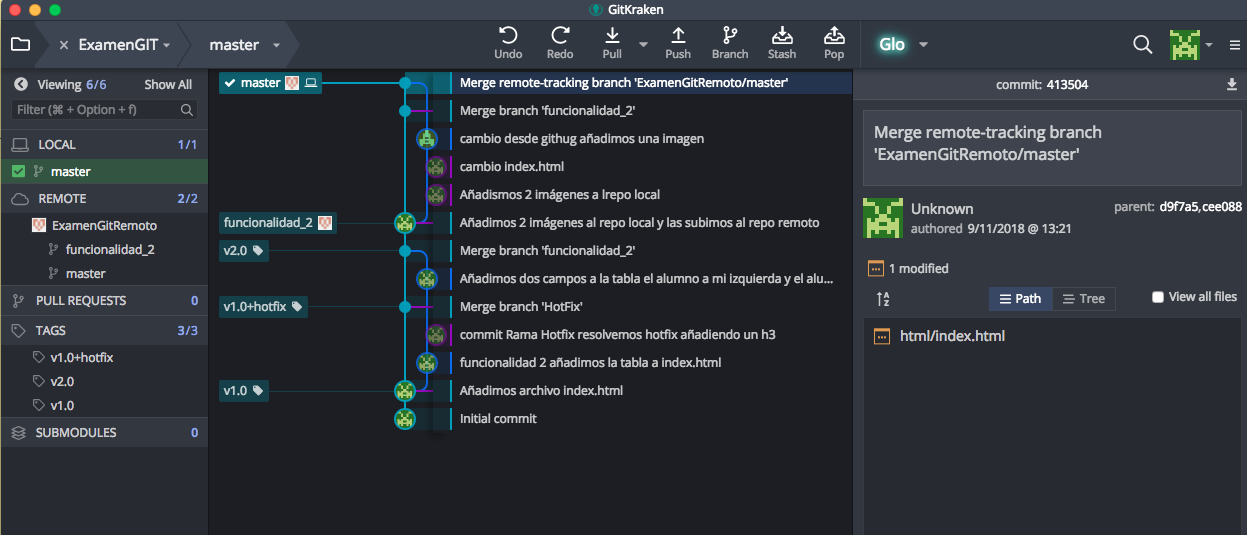 GitKraken
ExamenGIT
master
Undo
Redo
Pull
Push
Branch
Stash
Pop
Glo
Viewing 6/6
Show All
Filter (⌘ + Option + f)
LOCAL 1/1
master
REMOTE 2/2
ExamenGitRemoto
funcionalidad_2
master
PULL REQUESTS 0
TAGS 3/3
v1.0+hotfix
v2.0
v1.0
SUBMODULES 0
master Merge remote-tracking branch 'ExamenGitRemoto/master'
Merge branch 'funcionalidad_2'
cambio desde githug añadimos una imagen
cambio index.html
Añadismos 2 imágenes a lrepo local
funcionalidad_2 Añadimos 2 imágenes al repo local y las subimos al repo remoto
v2.0 Merge branch 'funcionalidad_2'
Añadimos dos campos a la tabla el alumno a mi izquierda y el alu...
v1.0+hotfix Merge branch 'HotFix'
commit Rama Hotfix resolvemos hotfix añadiendo un h3
funcionalidad 2 añadimos la tabla a index.html
v1.0 Añadimos archivo index.html
Initial commit
commit: 413504
Merge remote-tracking branch
'ExamenGitRemoto/master'
Unknown
authored 9/11/2018 @ 13:21
parent: d9f7a5,cee088
1 modified
A Z
Path
Tree
View all files
html/index.html